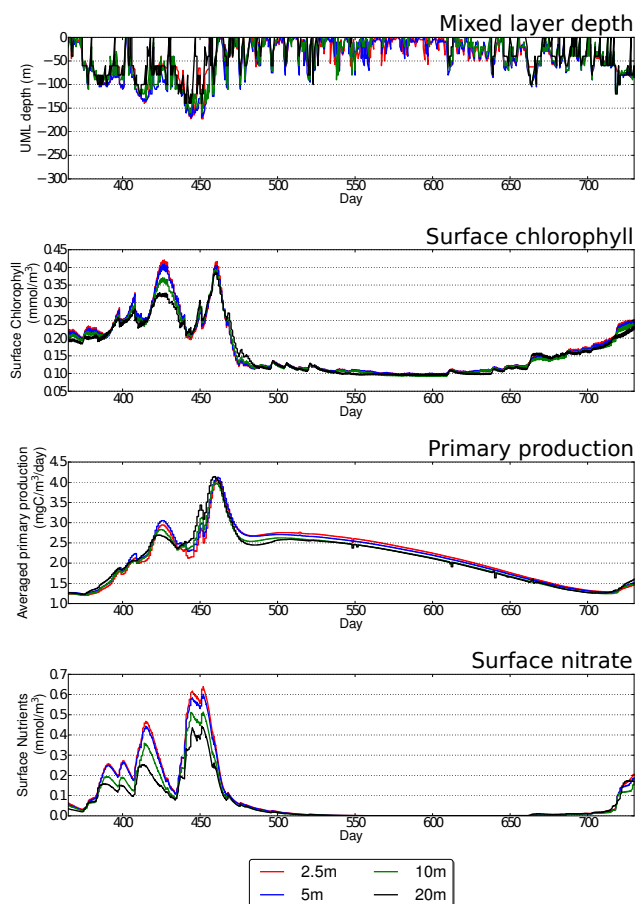 Mixed layer depth
0
−50
−100
−150
−200
−250
−300
UML depth (m)
400 450 500 550 600 650 700
Day
Surface chlorophyll
0.45
0.40
0.35
0.30
0.25
0.20
0.15
0.10
0.05
Surface Chlorophyll
(mmol/m³)
400 450 500 550 600 650 700
Day
Primary production
4.5
4.0
3.5
3.0
2.5
2.0
1.5
1.0
Averaged primary production
(mgC/m³/day)
400 450 500 550 600 650 700
Day
Surface nitrate
0.7
0.6
0.5
0.4
0.3
0.2
0.1
0.0
Surface Nutrients
(mmol/m³)
400 450 500 550 600 650 700
Day
2.5m 10m
5m 20m